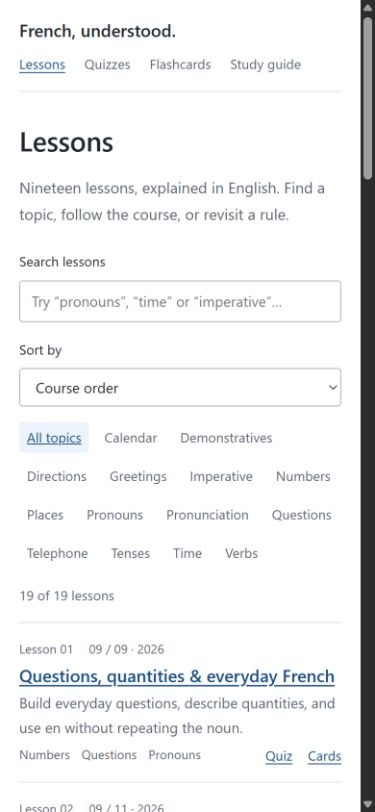 French, understood.
Lessons Quizzes Flashcards Study guide
Lessons
Nineteen lessons, explained in English. Find a
topic, follow the course, or revisit a rule.
Search lessons
Try “pronouns”, “time” or “imperative”...
Sort by
Course order
All topics Calendar Demonstratives
Directions Greetings Imperative Numbers
Places Pronouns Pronunciation Questions
Telephone Tenses Time Verbs
19 of 19 lessons
Lesson 01 09 / 09 · 2026
Questions, quantities & everyday French
Build everyday questions, describe quantities, and
use en without repeating the noun.
Numbers Questions Pronouns Quiz Cards
Lesson 02 09 / 11 · 2026